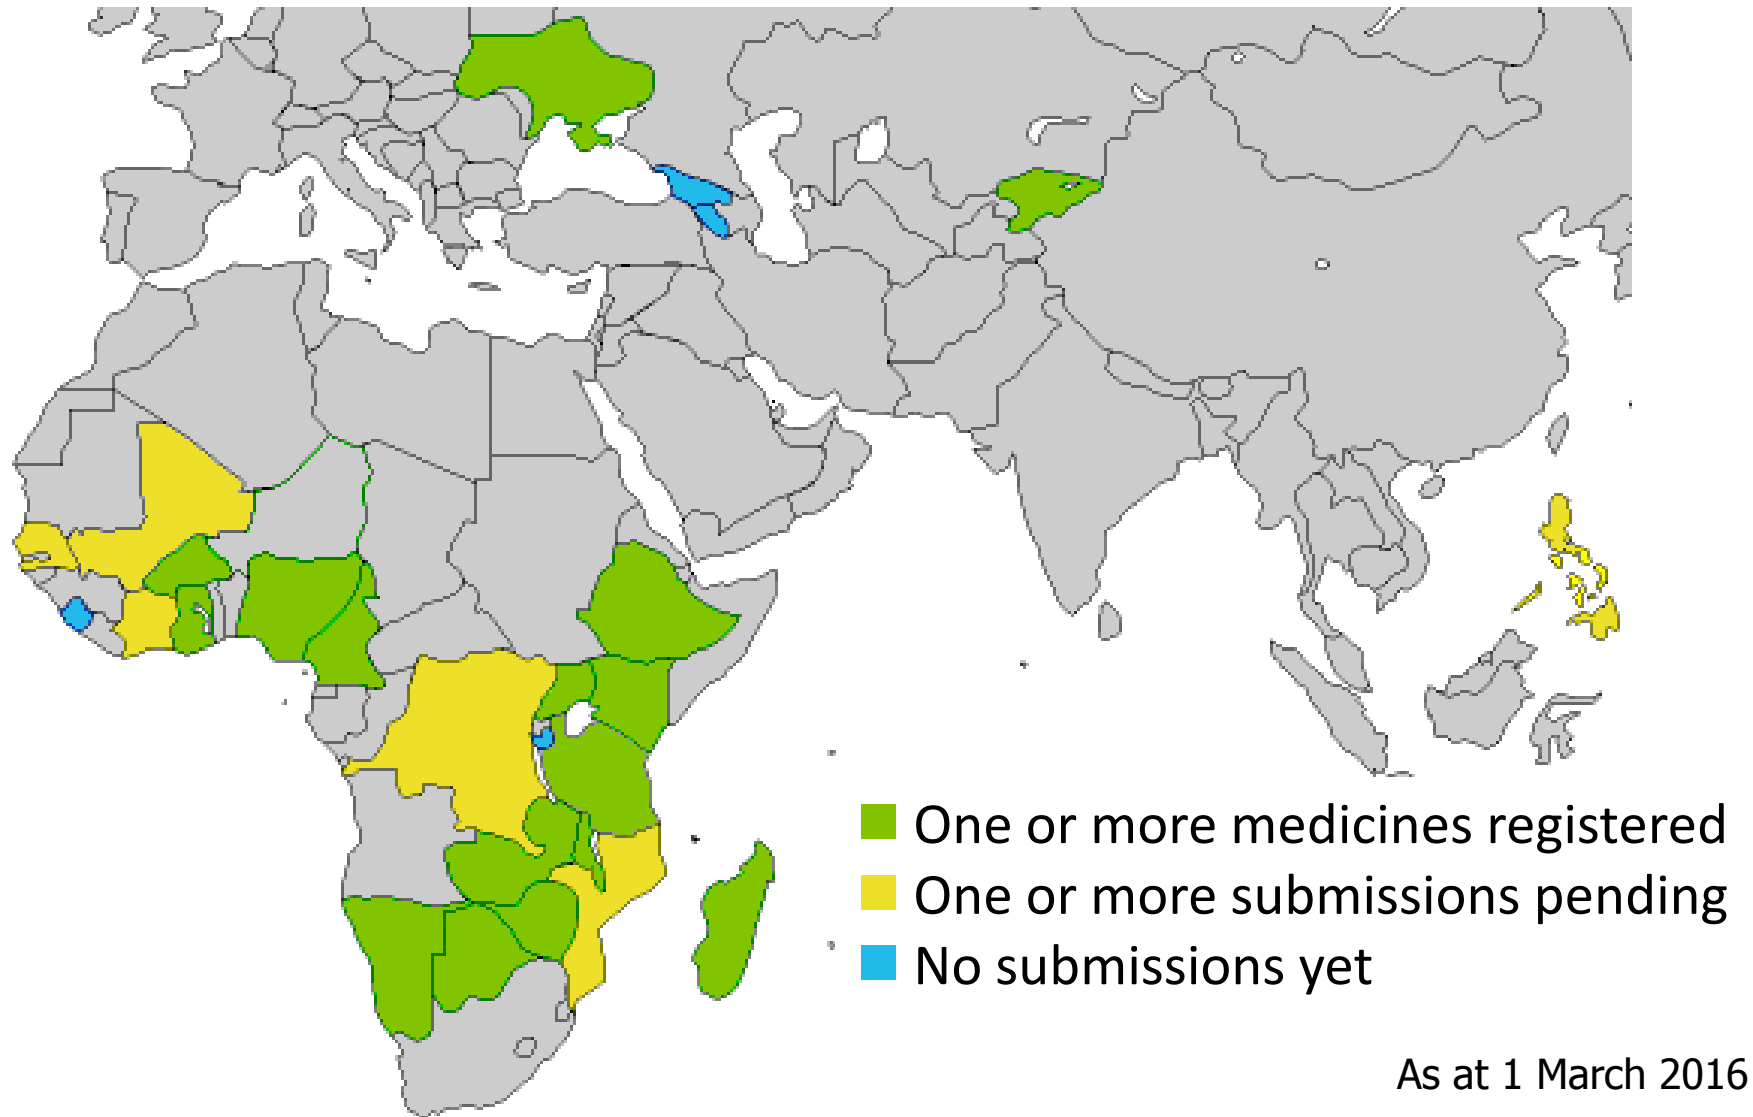 One or more medicines registered
One or more submissions pending
No submissions yet
As at 1 March 2016